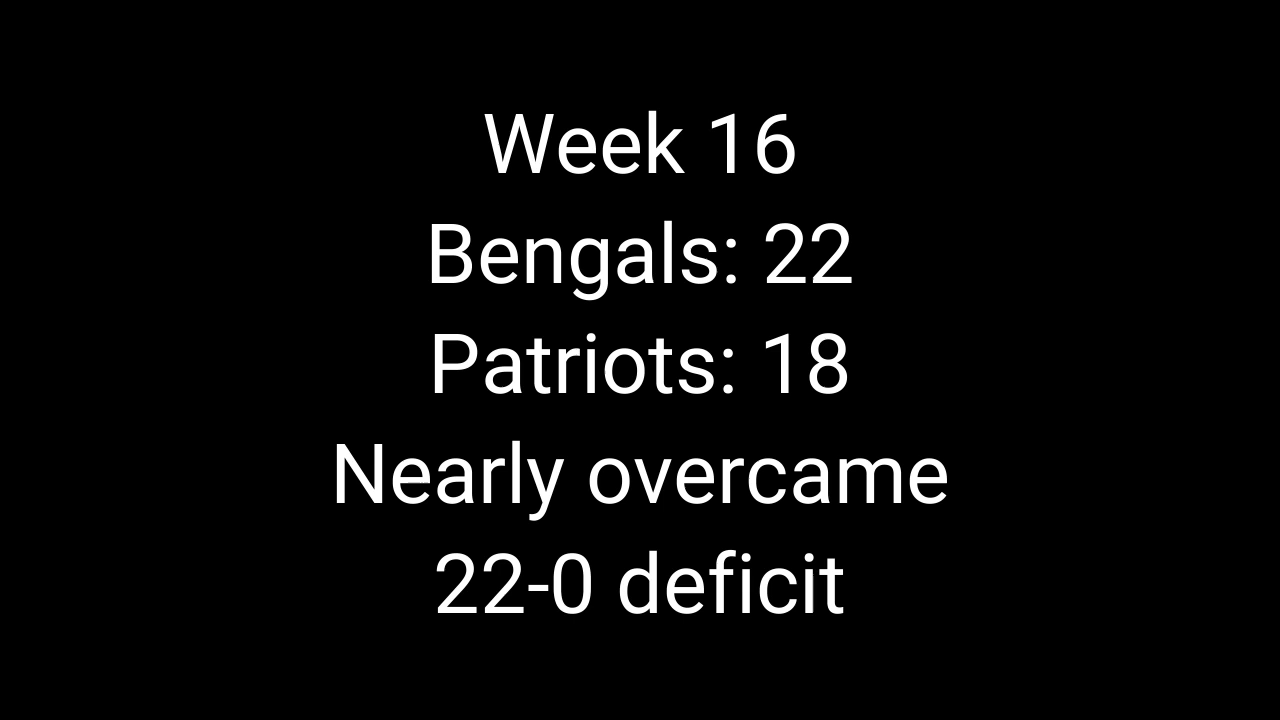 Week 16
Bengals: 22
Patriots: 18
Nearly overcame
22-0 deficit